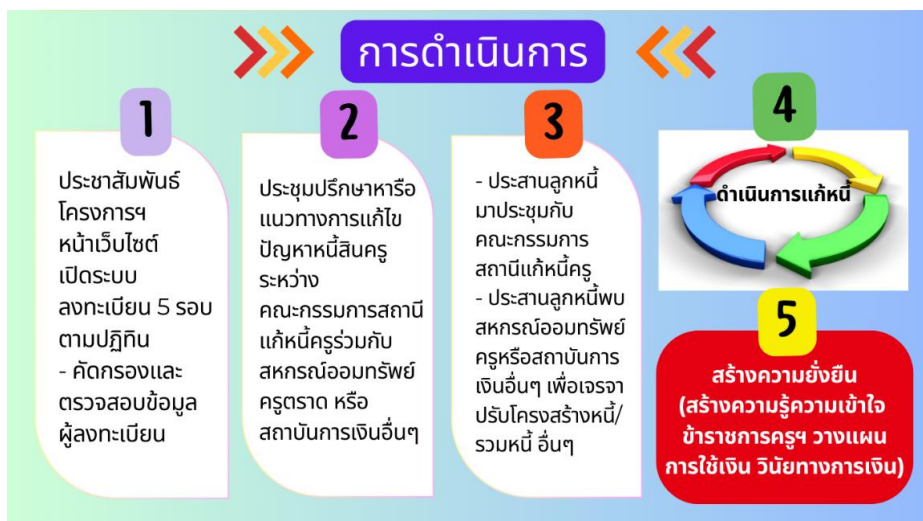 การดำเนินการ
1
ประชาสัมพันธ์
โครงการฯ
หน้าเว็บไซต์
เปิดระบบ
ลงทะเบียน 5 รอบ
ตามปฏิทิน
- คัดกรองและ
ตรวจสอบข้อมูล
ผู้ลงทะเบียน
2
ประชุมปรึกษาหารือ
แนวทางการแก้ไข
ปัญหาหนี้สินครู
ระหว่าง
คณะกรรมการสถานี
แก้หนี้ครูร่วมกับ
สหกรณ์ออมทรัพย์
ครูตราด หรือ
สถาบันการเงินอื่นๆ
3
- ประสานลูกหนี้
มาประชุมกับ
คณะกรรมการ
สถานีแก้หนี้ครู
- ประสานลูกหนี้พบ
สหกรณ์ออมทรัพย์
ครูหรือสถาบันการ
เงินอื่นๆ เพื่อเจรจา
ปรับโครงสร้างหนี้/
รวมหนี้ อื่นๆ
4
ดำเนินการแก้หนี้
5
สร้างความยั่งยืน
(สร้างความรู้ความเข้าใจ
ข้าราชการครูฯ วางแผน
การใช้เงิน วินัยทางการเงิน)